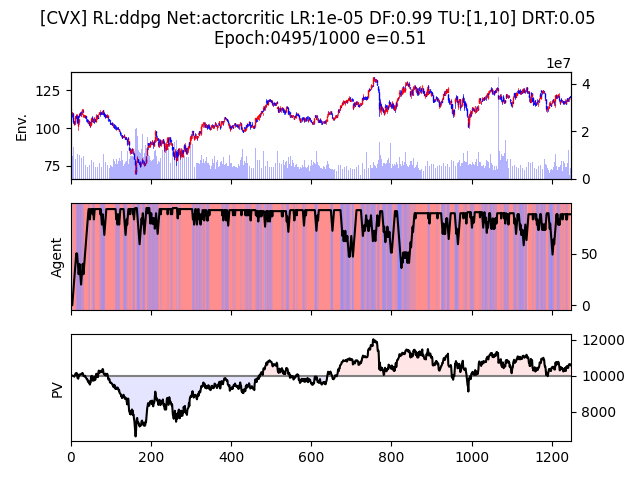 [CVX] RL:ddpg Net:actorcritic LR:1e-05 DF:0.99 TU:[1,10] DRT:0.05
Epoch:0495/1000 e=0.51
1e7
125
100
75
Env.
4
2
0
Agent
50
0
PV
12000
10000
8000
0 200 400 600 800 1000 1200